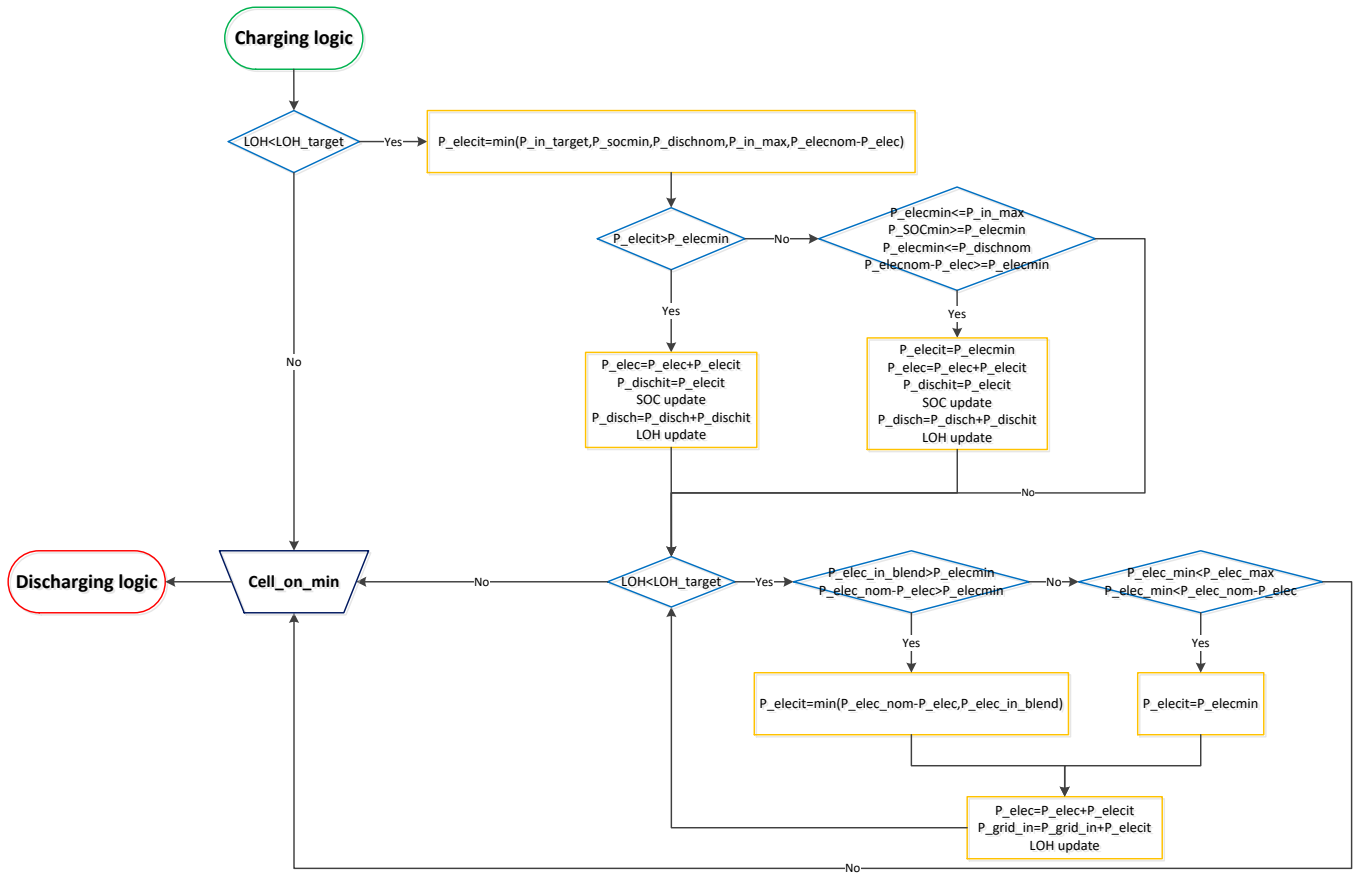 Charging logic
LOH<LOH_target
Yes
P_elecit=min(P_in_target,P_socmin,P_dischnom,P_in_max,P_elecnom-P_elec)
P_elecit>P_elecmin
No
P_elecmin<=P_in_max
P_SOCmin>=P_elecmin
P_elecmin<=P_dischnom
P_elecnom-P_elec>=P_elecmin
Yes
Yes
No
P_elec=P_elec+P_elecit
P_dischit=P_elecit
SOC update
P_disch=P_disch+P_dischit
LOH update
P_elecit=P_elecmin
P_elec=P_elec+P_elecit
P_dischit=P_elecit
SOC update
P_disch=P_disch+P_dischit
LOH update
No
Discharging logic
Cell_on_min
No
LOH<LOH_target
Yes
P_elec_in_blend>P_elecmin
P_elec_nom-P_elec>P_elecmin
No
P_elec_min<P_elec_max
P_elec_min<P_elec_nom-P_elec
Yes
Yes
P_elecit=min(P_elec_nom-P_elec,P_elec_in_blend)
P_elecit=P_elecmin
P_elec=P_elec+P_elecit
P_grid_in=P_grid_in+P_elecit
LOH update
No